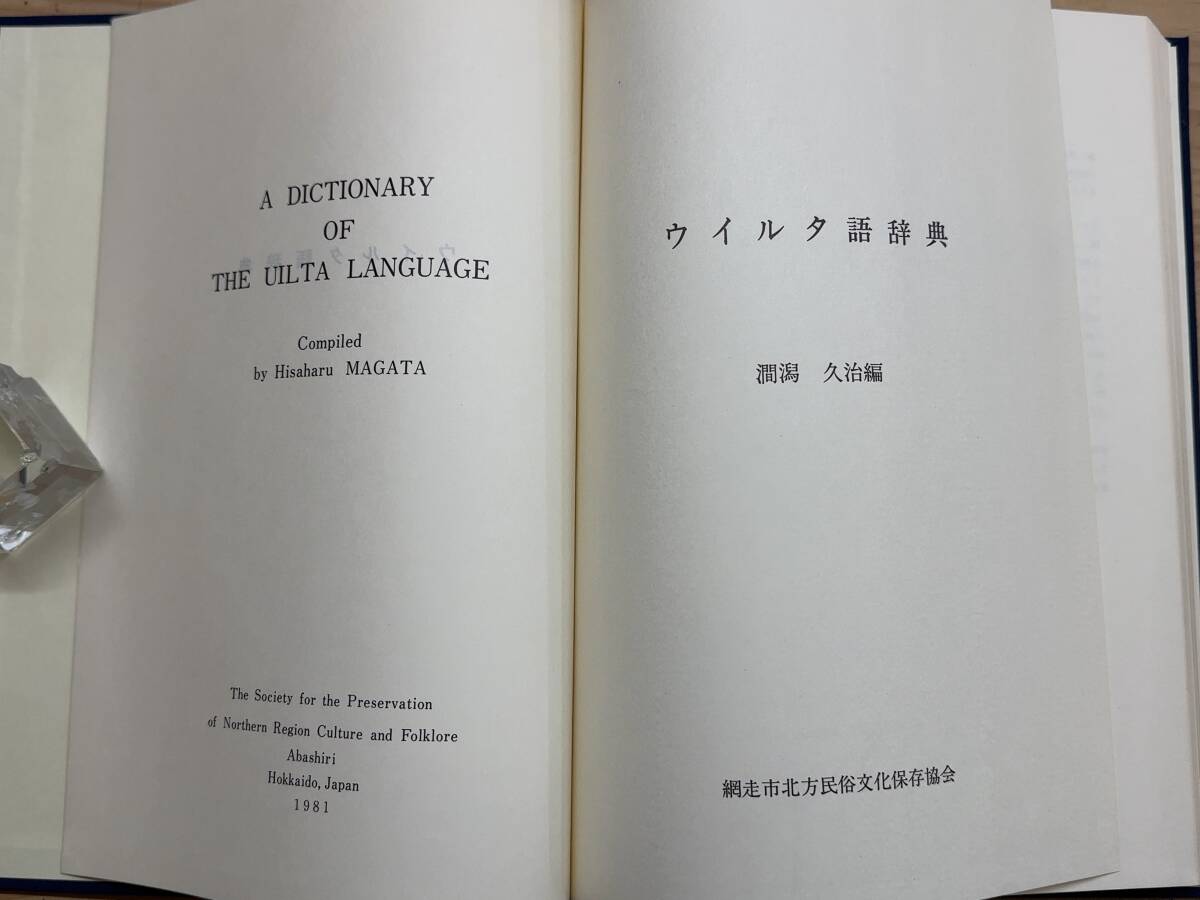 A DICTIONARY
OF
THE UILTA LANGUAGE
Compiled
by Hisaharu MAGATA
The Society for the Preservation
of Northern Region Culture and Folklore
Abashiri
Hokkaido, Japan
1981
ウイルタ語辞典
澗潟 久治編
網走市北方民俗文化保存協会